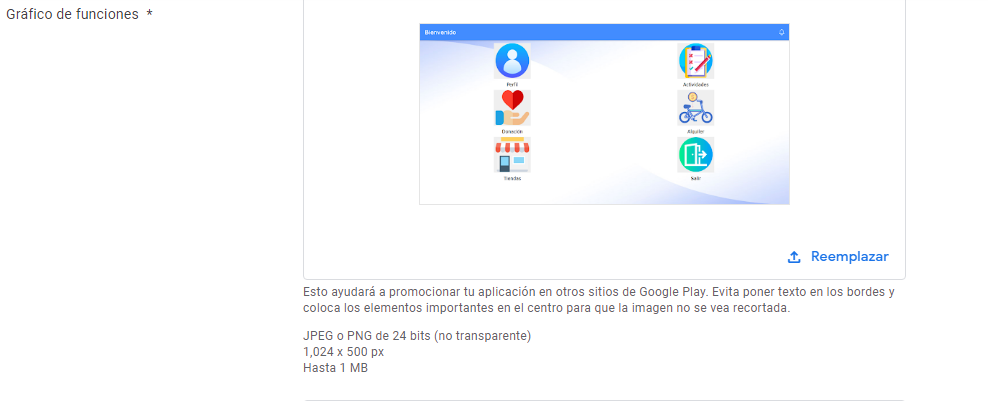 Gráfico de funciones *
Bienvenido
Perfil
Actividades
Donación
Alquiler
Tiendas
Salir
Reemplazar
Esto ayudará a promocionar tu aplicación en otros sitios de Google Play. Evita poner texto en los bordes y
coloca los elementos importantes en el centro para que la imagen no se vea recortada.
JPEG o PNG de 24 bits (no transparente)
1,024 x 500 px
Hasta 1 MB